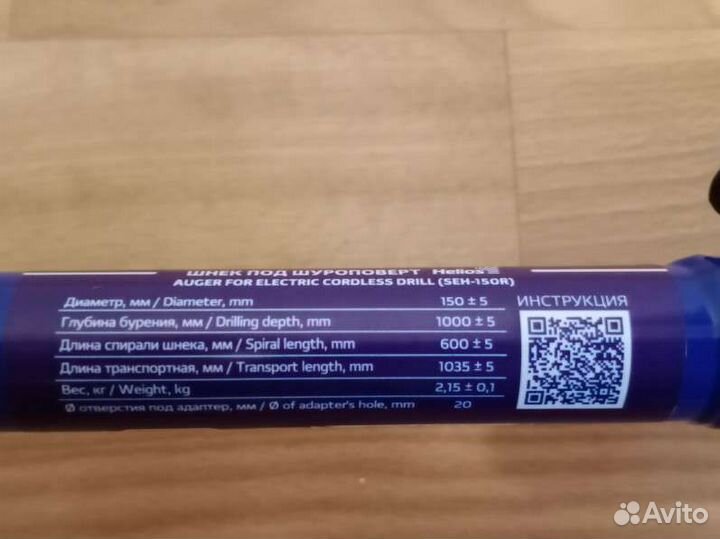 ШНЕК ПОД ШУРОПОВЕРТ Helios
AUGER FOR ELECTRIC CORDLESS DRILL (SEH-150R)
Диаметр, мм / Diameter, mm 150 ± 5
Глубина бурения, мм / Drilling depth, mm 1000 ± 5
Длина спирали шнека, мм / Spiral length, mm 600 ± 5
Длина транспортная, мм / Transport length, mm 1035 ± 5
Вес, кг / Weight, kg 2,15 ± 0,1
Ø отверстия под адаптер, мм / Ø of adapter's hole, mm 20
ИНСТРУКЦИЯ
Avito